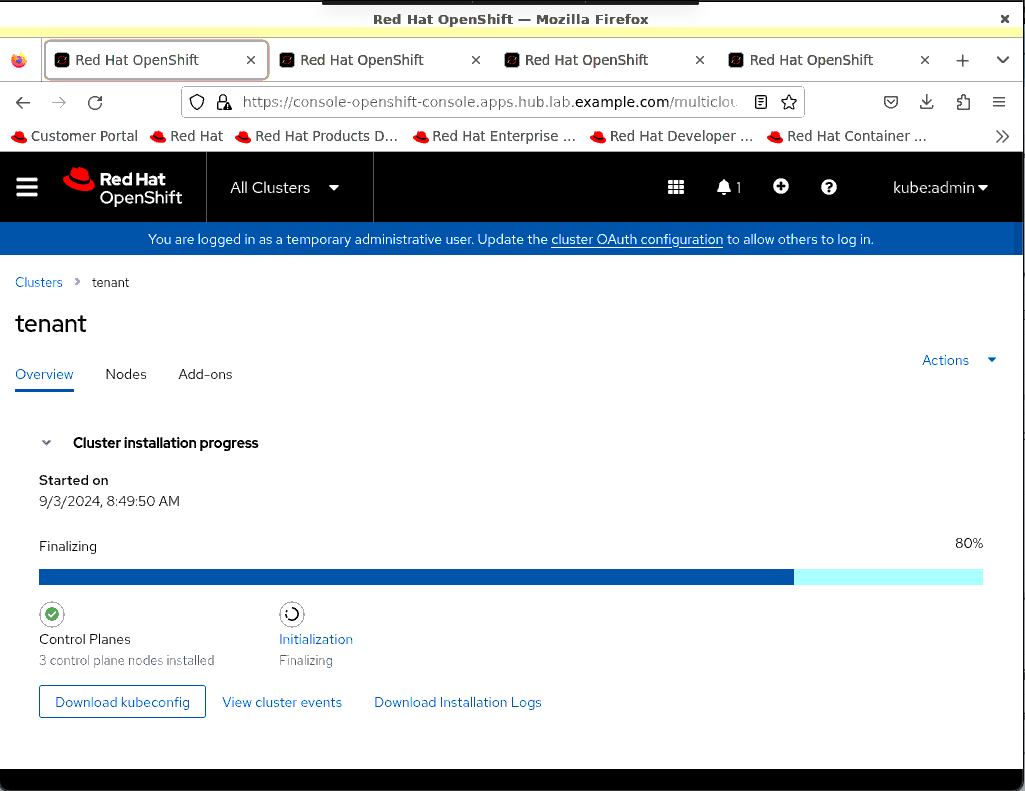 Red Hat OpenShift — Mozilla Firefox
Red Hat OpenShift
Red Hat OpenShift
Red Hat OpenShift
Red Hat OpenShift
https://console-openshift-console.apps.hub.lab.example.com/multiclou
Customer Portal
Red Hat
Red Hat Products D...
Red Hat Enterprise ...
Red Hat Developer ...
Red Hat Container ...
Red Hat
OpenShift
All Clusters
1
kube:admin
You are logged in as a temporary administrative user. Update the cluster OAuth configuration to allow others to log in.
Clusters
tenant
tenant
Actions
Overview
Nodes
Add-ons
Cluster installation progress
Started on
9/3/2024, 8:49:50 AM
Finalizing
80%
Control Planes
3 control plane nodes installed
Initialization
Finalizing
Download kubeconfig
View cluster events
Download Installation Logs